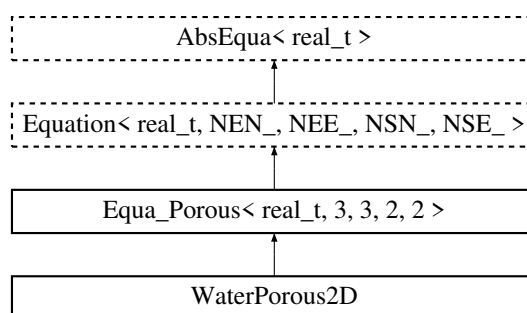 AbsEqua< real_t >
Equation< real_t, NEN_, NEE_, NSN_, NSE_ >
Equa_Porous< real_t, 3, 3, 2, 2 >
WaterPorous2D